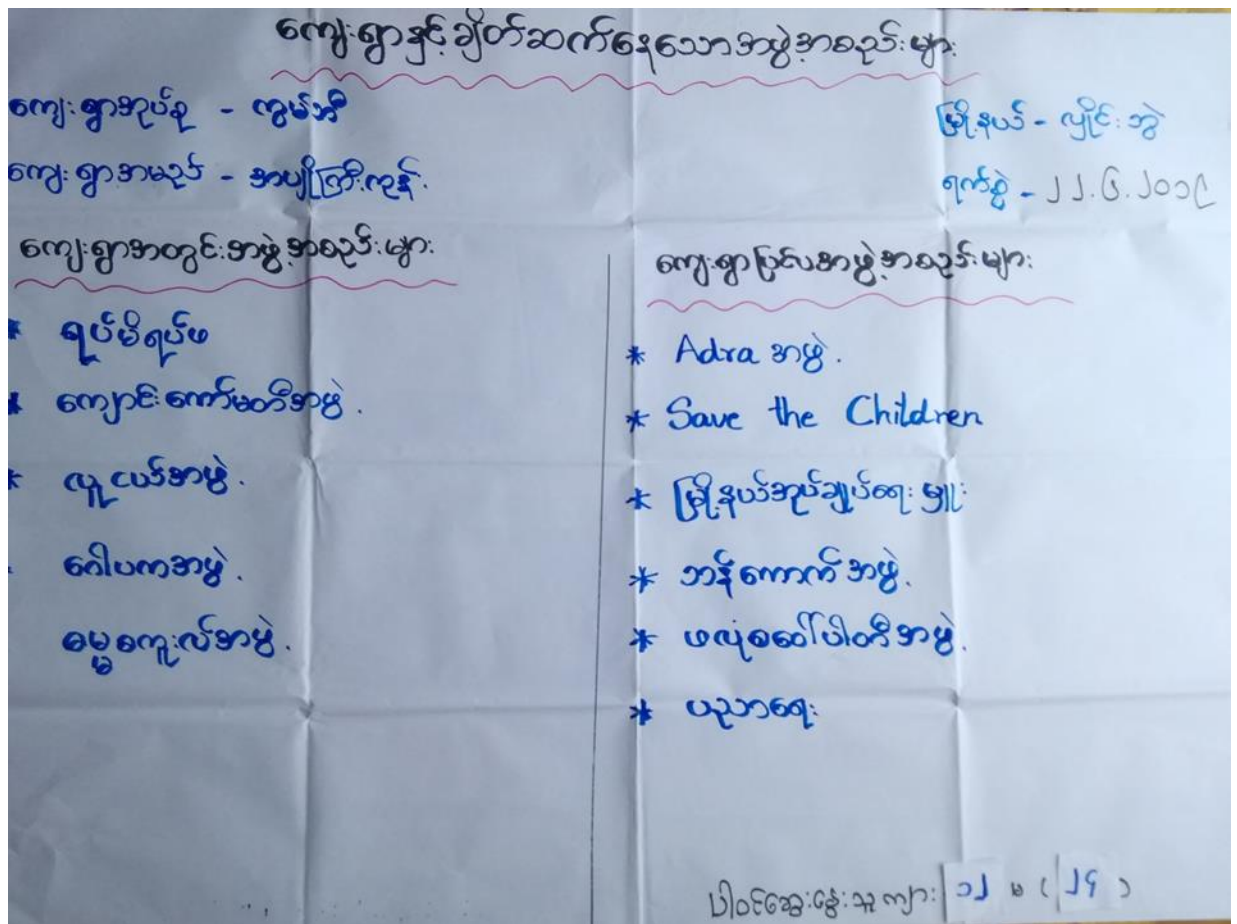 ကျေးရွာနှင့်ချိတ်ဆက်နေသောအဖွဲ့အစည်းများ
ကျေးရွာအုပ်စု - ကွမ်ဘီ
မြို့နယ် - လှိုင်းဘွဲ
ကျေးရွာအမည် - အပျိုကြီးကုန်း
ရက်စွဲ - ၂၂.၆.၂၀၁၉
ကျေးရွာအတွင်းအဖွဲ့အစည်းများ
* ရပ်မိရပ်ဖ
* ကျောင်းကော်မတီအဖွဲ့.
* လူငယ်အဖွဲ့.
ဂေါပကအဖွဲ့.
ဓမ္မစကူးလ်အဖွဲ့.
ကျေးရွာပြင်ပအဖွဲ့အစည်းများ
* Adra အဖွဲ့.
* Save the Children
* မြို့နယ်အုပ်ချုပ်ရေးမှူး
* ဘန်ကောက်အဖွဲ့.
* ဖလုံစဝေါ်ပါတီအဖွဲ့.
* ပညာရေး
ပါဝင်ဆွေးနွေးသူ ကျား ၁၂ မ ( ၂၄ )